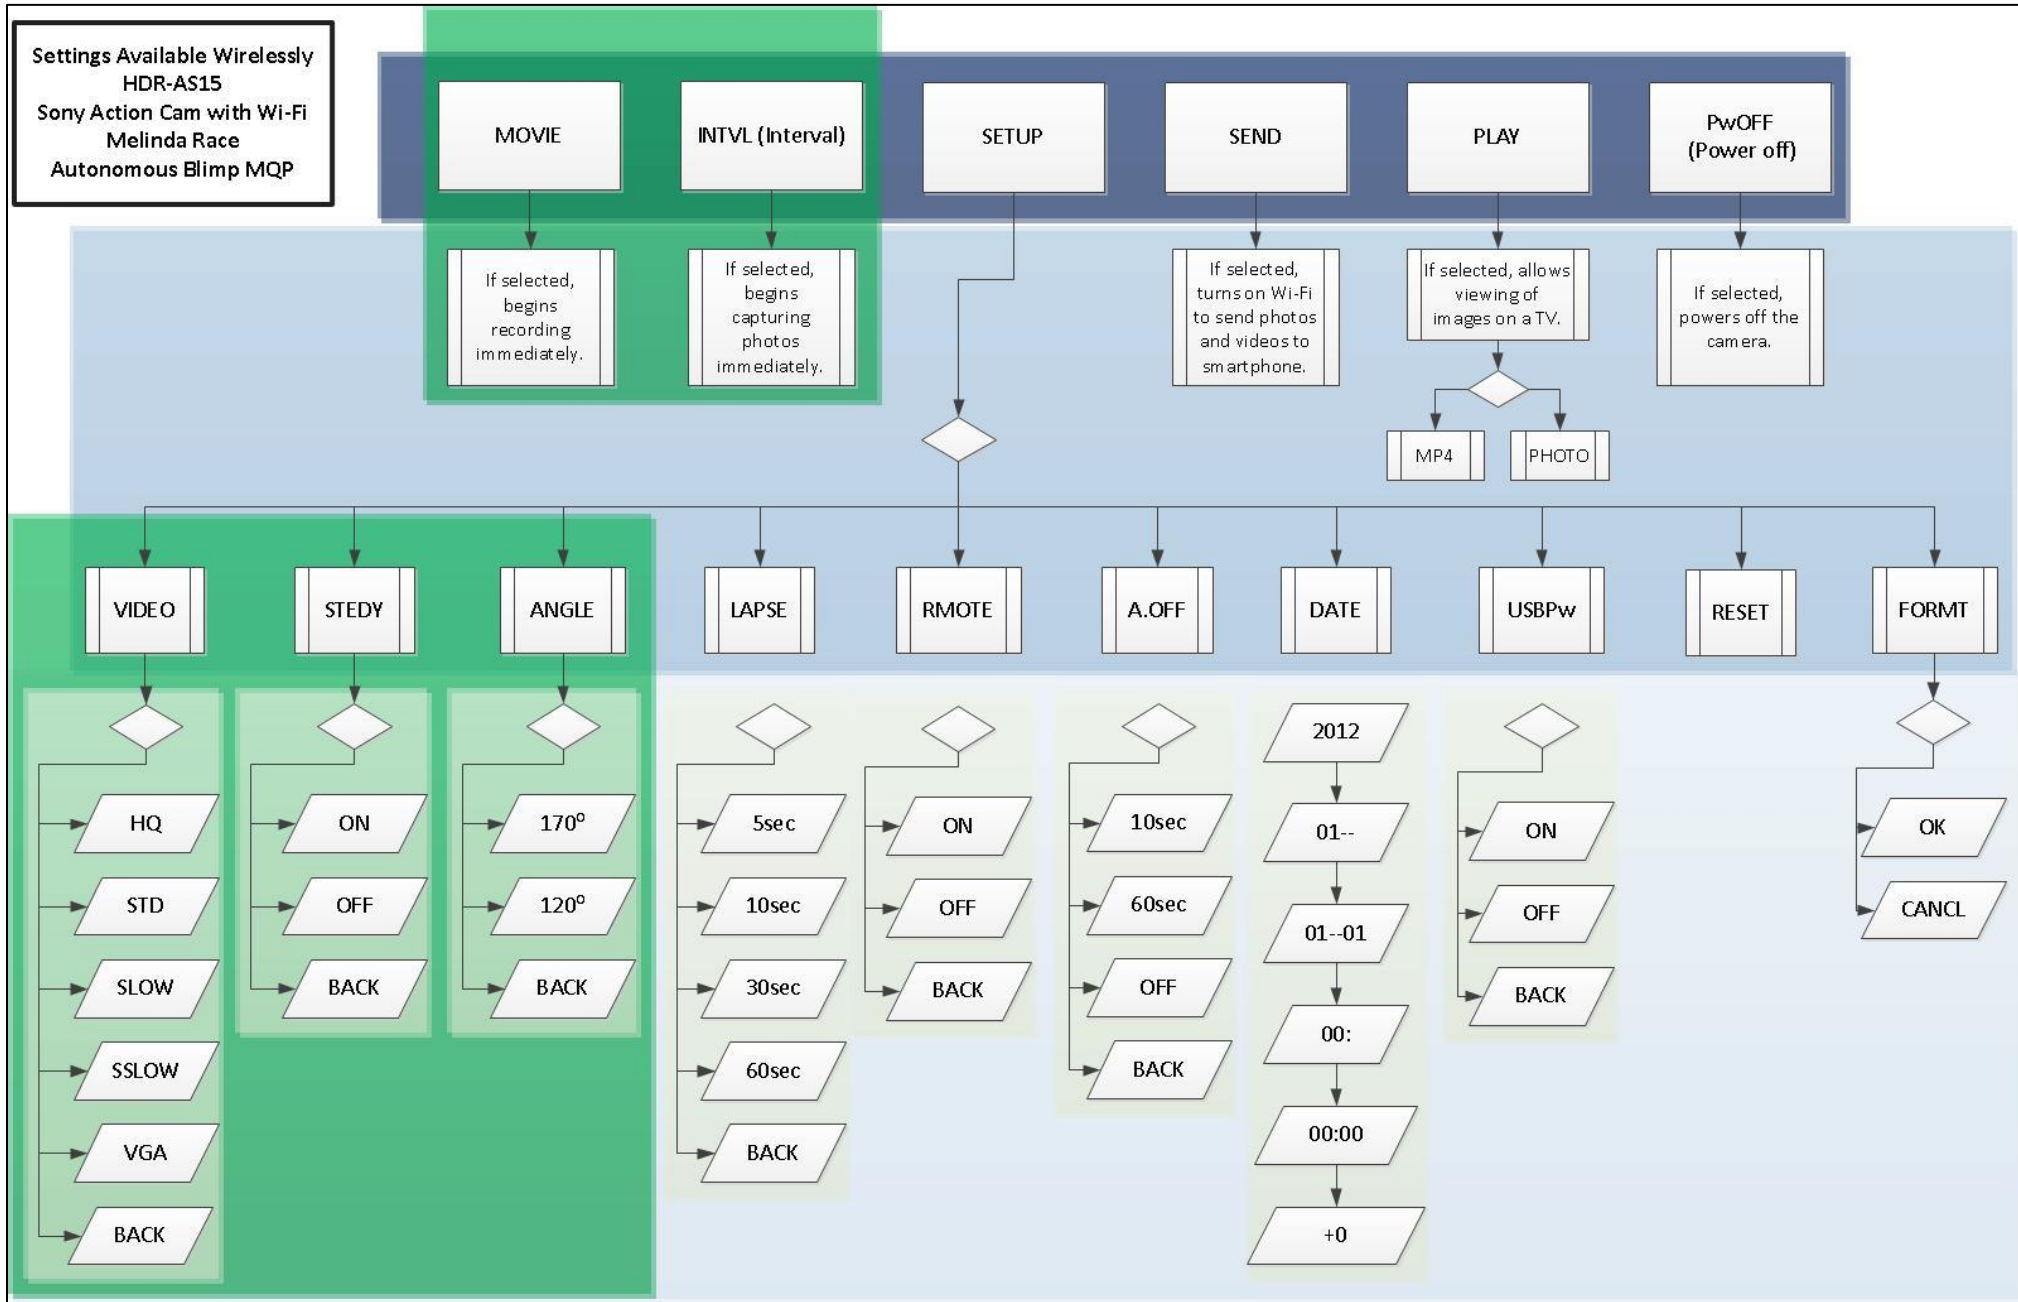 Settings Available Wirelessly
HDR-AS15
Sony Action Cam with Wi-Fi
Melinda Race
Autonomous Blimp MQP
MOVIE
INTVL (Interval)
SETUP
SEND
PLAY
PwOFF
(Power off)
If selected,
begins
recording
immediately.
If selected,
begins
capturing
photos
immediately.
If selected,
turns on Wi-Fi
to send photos
and videos to
smartphone.
If selected, allows
viewing of
images on a TV.
If selected,
powers off the
camera.
MP4
PHOTO
VIDEO
STEDY
ANGLE
LAPSE
RMOTE
A.OFF
DATE
USBPw
RESET
FORMT
HQ
STD
SLOW
SSLOW
VGA
BACK
ON
OFF
BACK
170°
120°
BACK
5sec
10sec
30sec
60sec
BACK
ON
OFF
BACK
10sec
60sec
OFF
BACK
2012
01--
01--01
00:
00:00
+0
ON
OFF
BACK
OK
CANCL